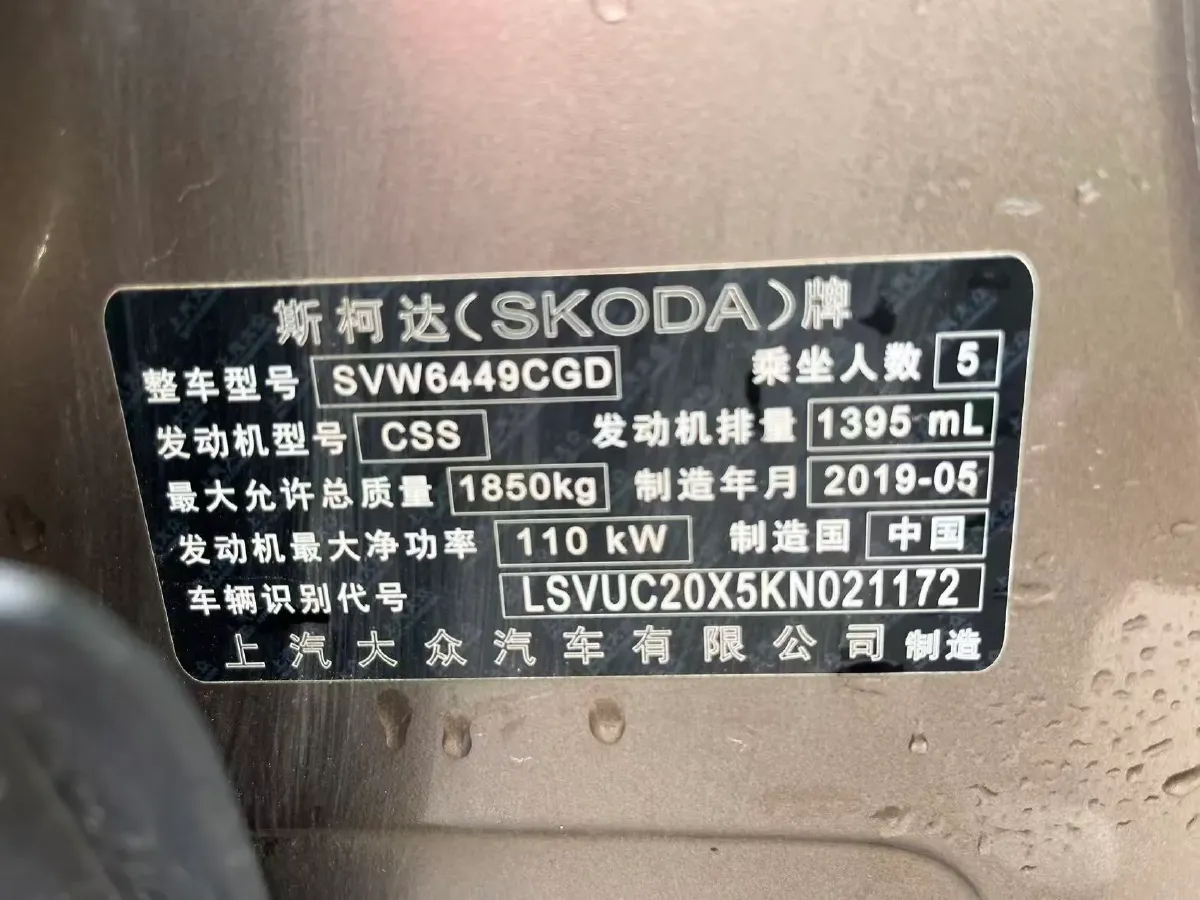 斯柯达(SKODA)牌
整车型号 SVW6449CGD 乘坐人数 5
发动机型号 CSS 发动机排量 1395 mL
最大允许总质量 1850kg 制造年月 2019-05
发动机最大净功率 110 kW 制造国 中国
车辆识别代号 LSVUC20X5KN021172
上汽大众汽车有限公司 制造